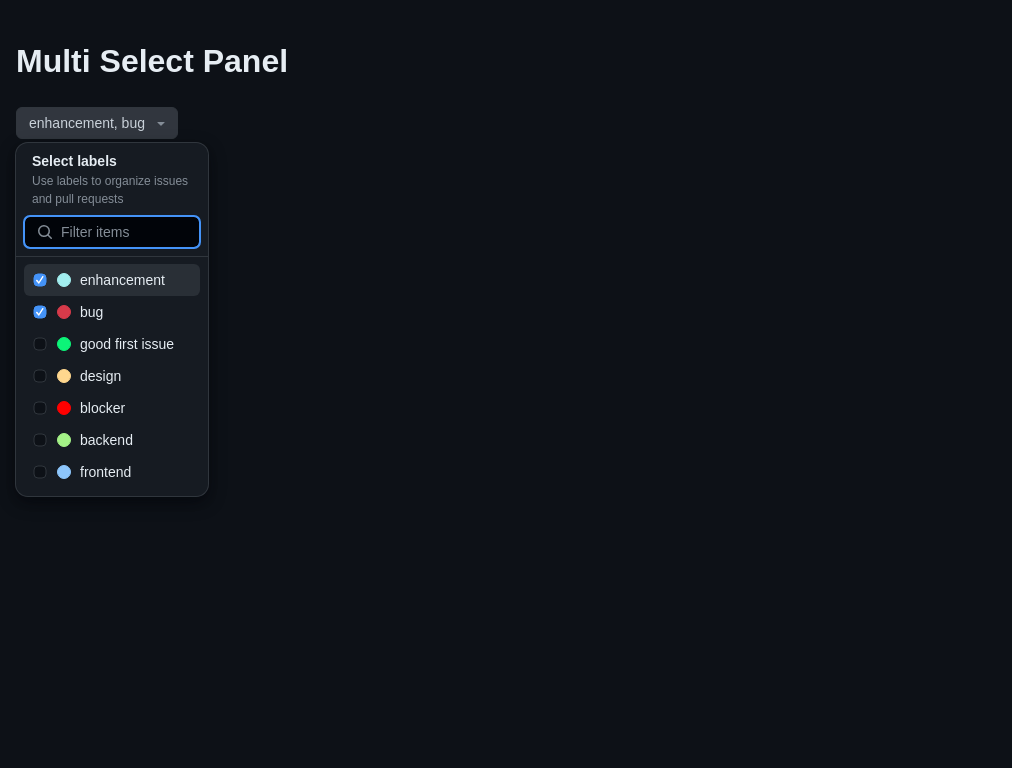 Multi Select Panel
enhancement, bug
Select labels
Use labels to organize issues
and pull requests
Filter items
enhancement
bug
good first issue
design
blocker
backend
frontend